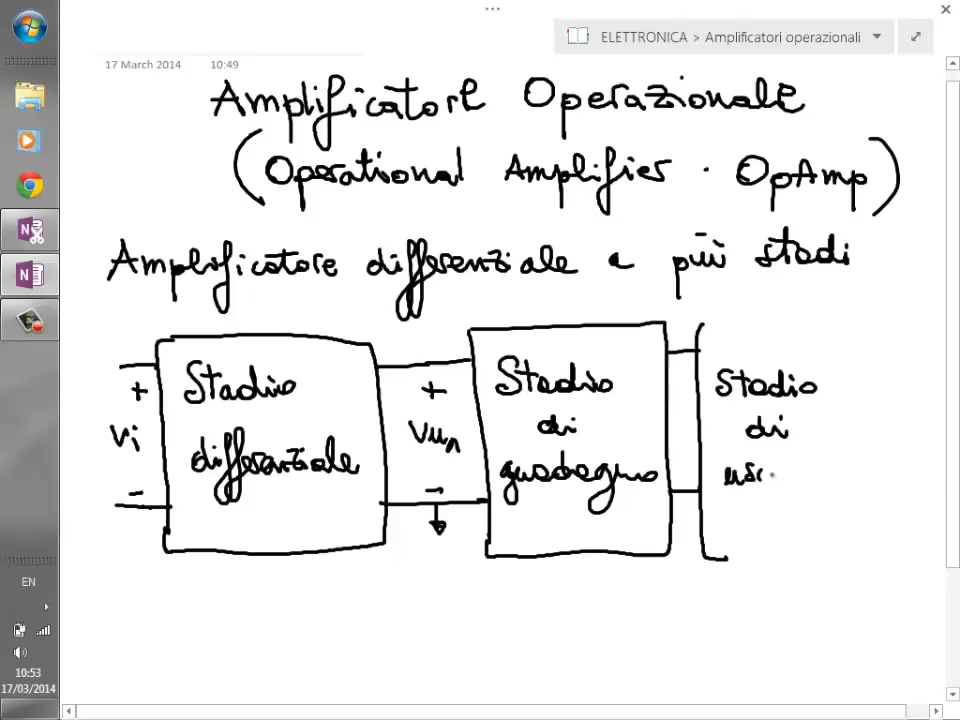 ELETTRONICA > Amplificatori operazionali
17 March 2014 10:49
Amplificatore Operazionale
(Operational Amplifier · OpAmp)
Amplificatore differenziale a più stadi
+
Vi
-
Stadio
differenziale
+
Vu1
-
Stadio
di
guadagno
Stadio
di
usc
EN
10:53
17/03/2014